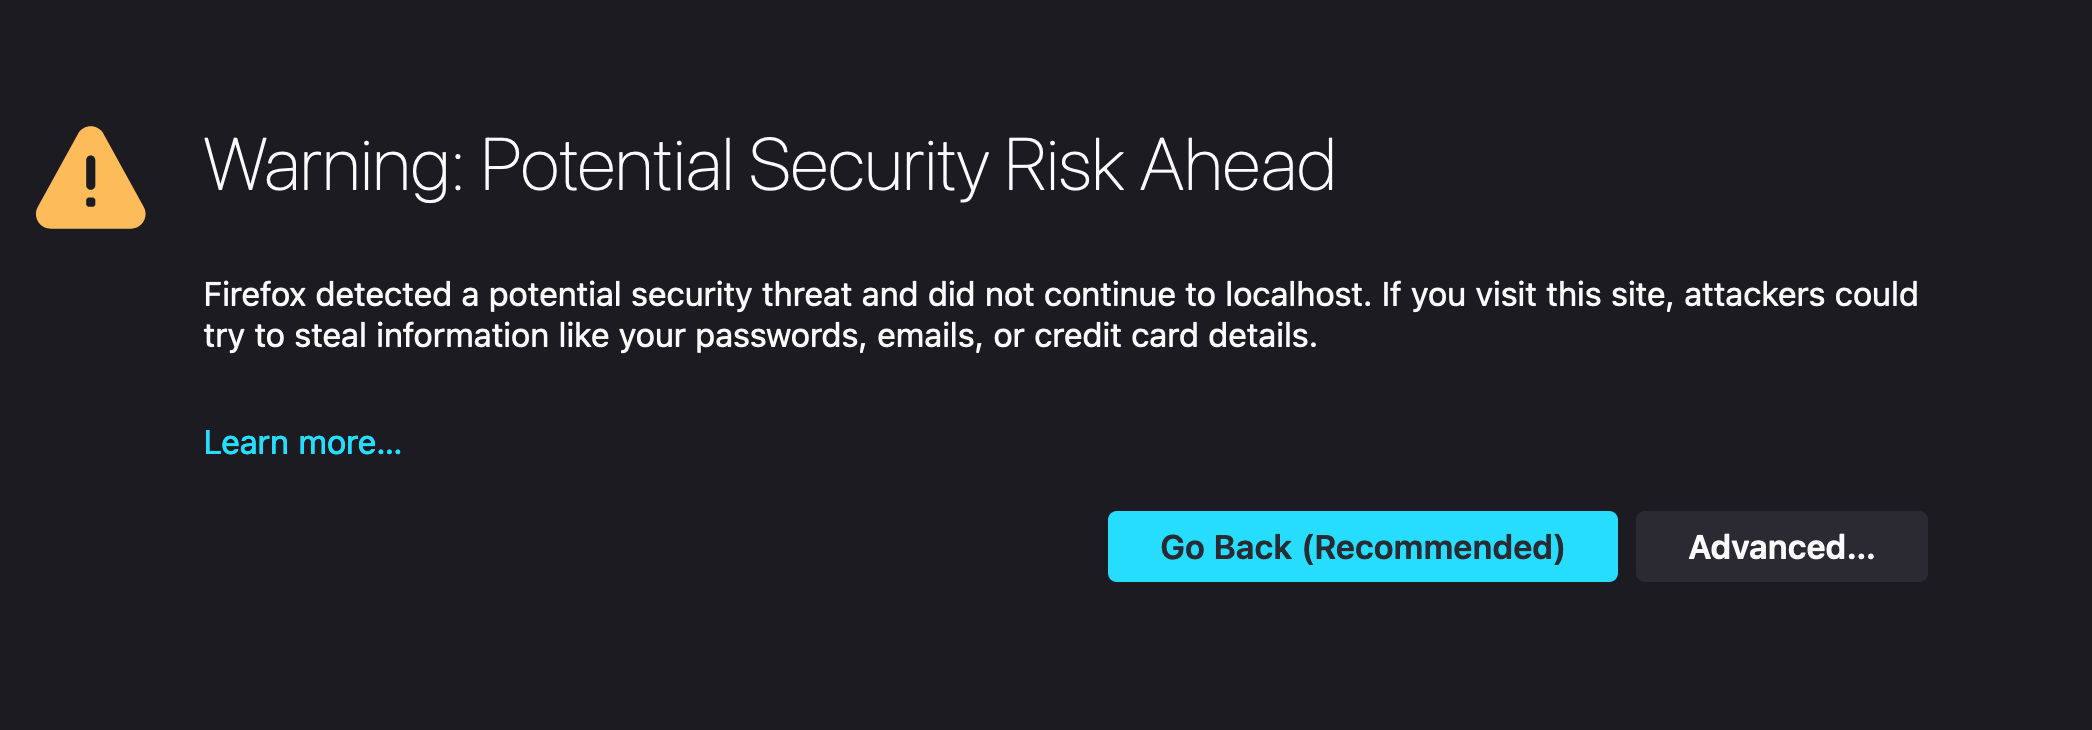 Warning: Potential Security Risk Ahead
Firefox detected a potential security threat and did not continue to localhost. If you visit this site, attackers could
try to steal information like your passwords, emails, or credit card details.
Learn more...
Go Back (Recommended) Advanced...